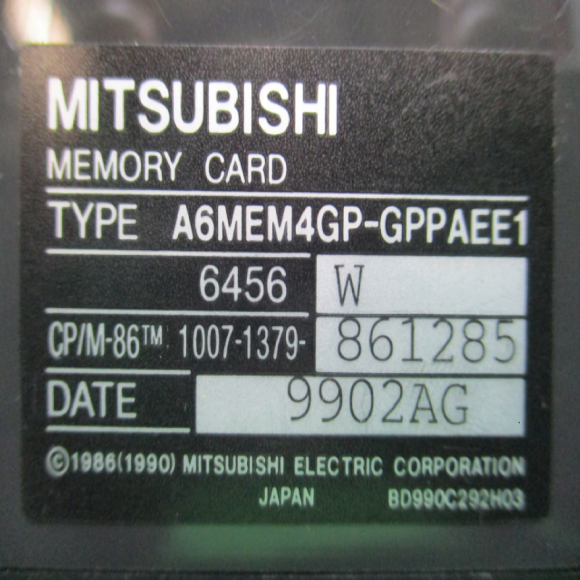 MITSUBISHI
MEMORY CARD
TYPE A6MEM4GP-GPPAEE1
6456 W
CP/M-86™ 1007-1379- 861285
DATE 9902AG
©1986(1990) MITSUBISHI ELECTRIC CORPORATION
JAPAN BD990C292H03